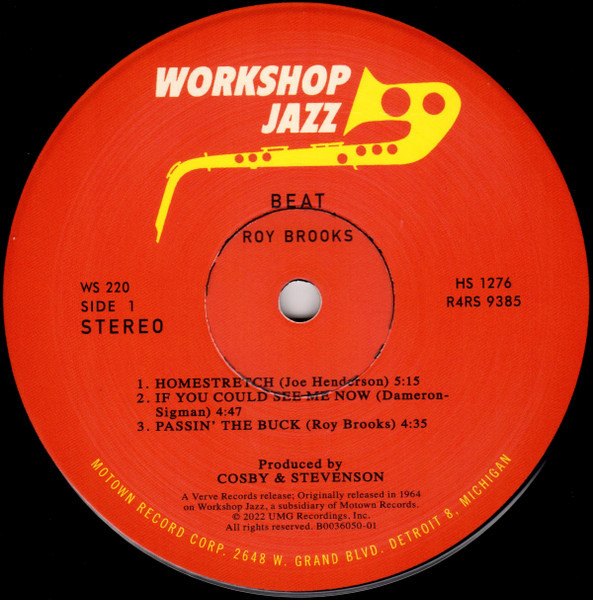 WORKSHOP
JAZZ
BEAT
ROY BROOKS
WS 220
SIDE 1
STEREO
HS 1276
R4RS 9385
1. HOMESTRETCH (Joe Henderson) 5:15
2. IF YOU COULD SEE ME NOW (Dameron-
Sigman) 4:47
3. PASSIN' THE BUCK (Roy Brooks) 4:35
Produced by
COSBY & STEVENSON
A Verve Records release; Originally released in 1964
on Workshop Jazz, a subsidiary of Motown Records.
© 2022 UMG Recordings, Inc.
All rights reserved. B0036050-01
MOTOWN RECORD CORP. 2648 W. GRAND BLVD. DETROIT 8, MICHIGAN